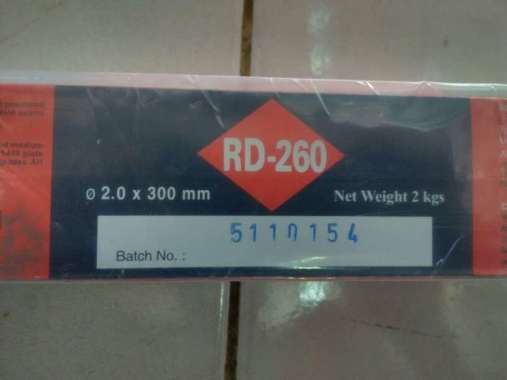 RD-260
ø 2.0 x 300 mm
Net Weight 2 kgs
5110154
Batch No. :